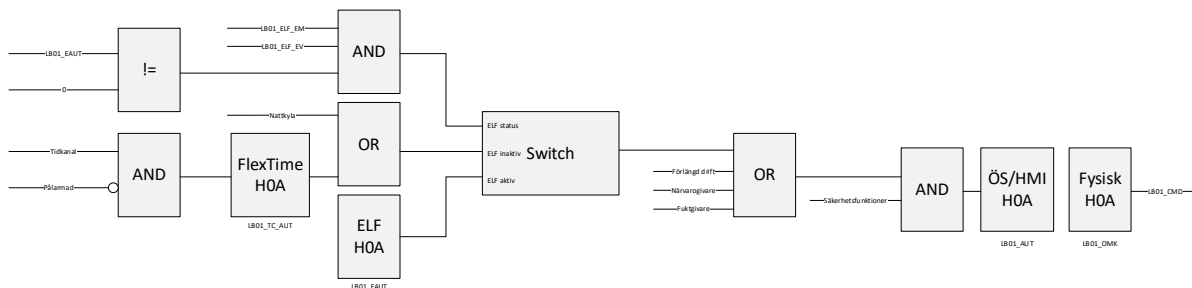 LB01_EAUT
0
!=
LB01_ELF_EM
LB01_ELF_EV
AND
Tidkanal
Pålarmad
AND
FlexTime
H0A
LB01_TC_AUT
Nattkyla
OR
ELF
H0A
LB01_EAUT
ELF status
ELF inaktiv
ELF aktiv
Switch
Förlängd drift
Närvarogivare
Fuktgivare
OR
Säkerhetsfunktioner
AND
ÖS/HMI
H0A
LB01_AUT
Fysisk
H0A
LB01_OMK
LB01_CMD